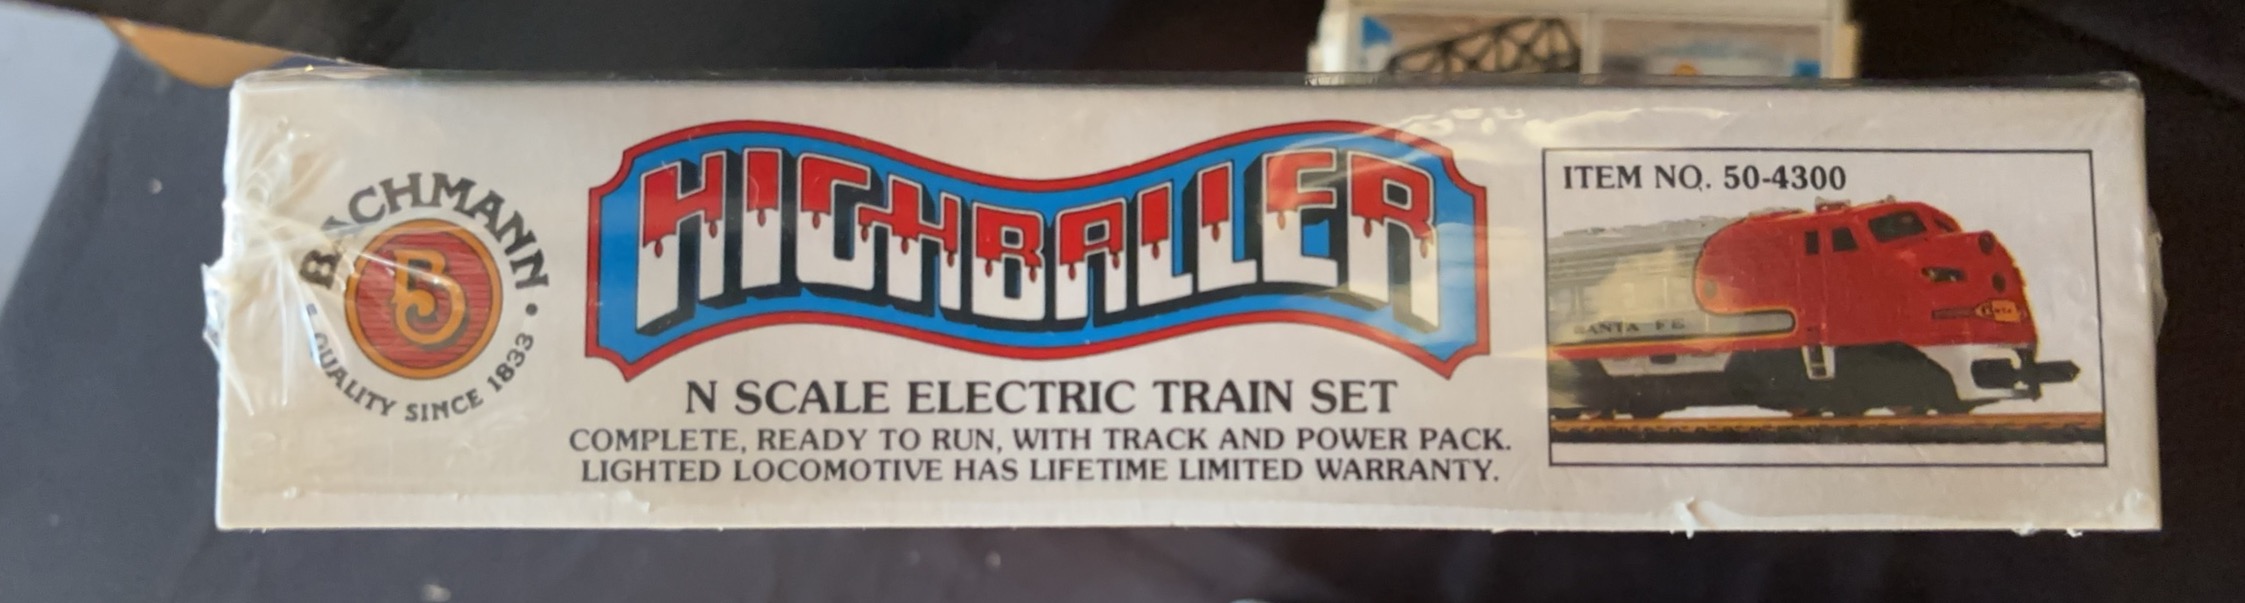 BACHMANN
B
• QUALITY SINCE 1833 •
HIGHBALLER
N SCALE ELECTRIC TRAIN SET
COMPLETE, READY TO RUN, WITH TRACK AND POWER PACK.
LIGHTED LOCOMOTIVE HAS LIFETIME LIMITED WARRANTY.
ITEM NO. 50-4300
SANTA FE